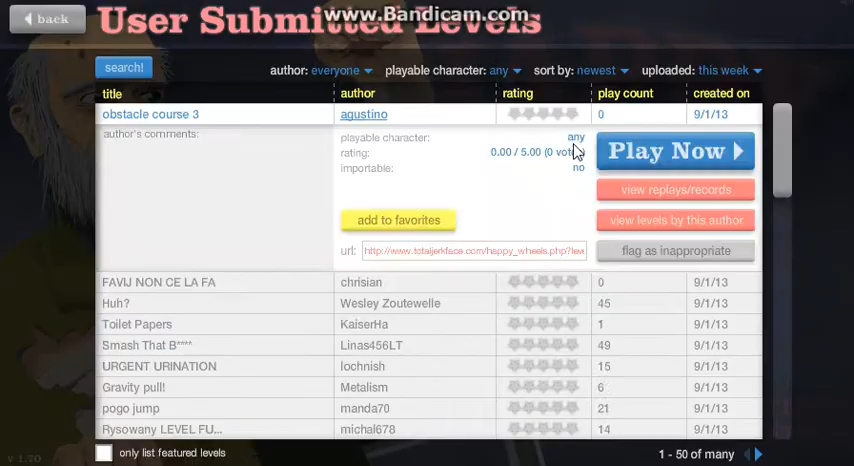 www.Bandicam.com
back
User Submitted Levels
search!
author: everyone playable character: any sort by: newest uploaded: this week
title author rating play count created on
obstacle course 3 agustino 0 9/1/13
author's comments:
playable character: any
rating: 0.00 / 5.00 (0
importable: no
Play Now
view replays/records
add to favorites
view levels by this author
url: http://www.totaljerkface.com/happy_wheels.php?
flag as inappropriate
FAVIJ NON CE LA FA chrisian 0 9/1/13
Huh? Wesley Zoutewelle 45 9/1/13
Toilet Papers KaiserHa 1 9/1/13
Smash That B**** Linas456LT 49 9/1/13
URGENT URINATION lochnish 15 9/1/13
Gravity pull! Metalism 6 9/1/13
pogo jump manda70 21 9/1/13
Rysowany LEVEL FU... michal678 14 9/1/13
only list featured levels
1 - 50 of many
v 1.70